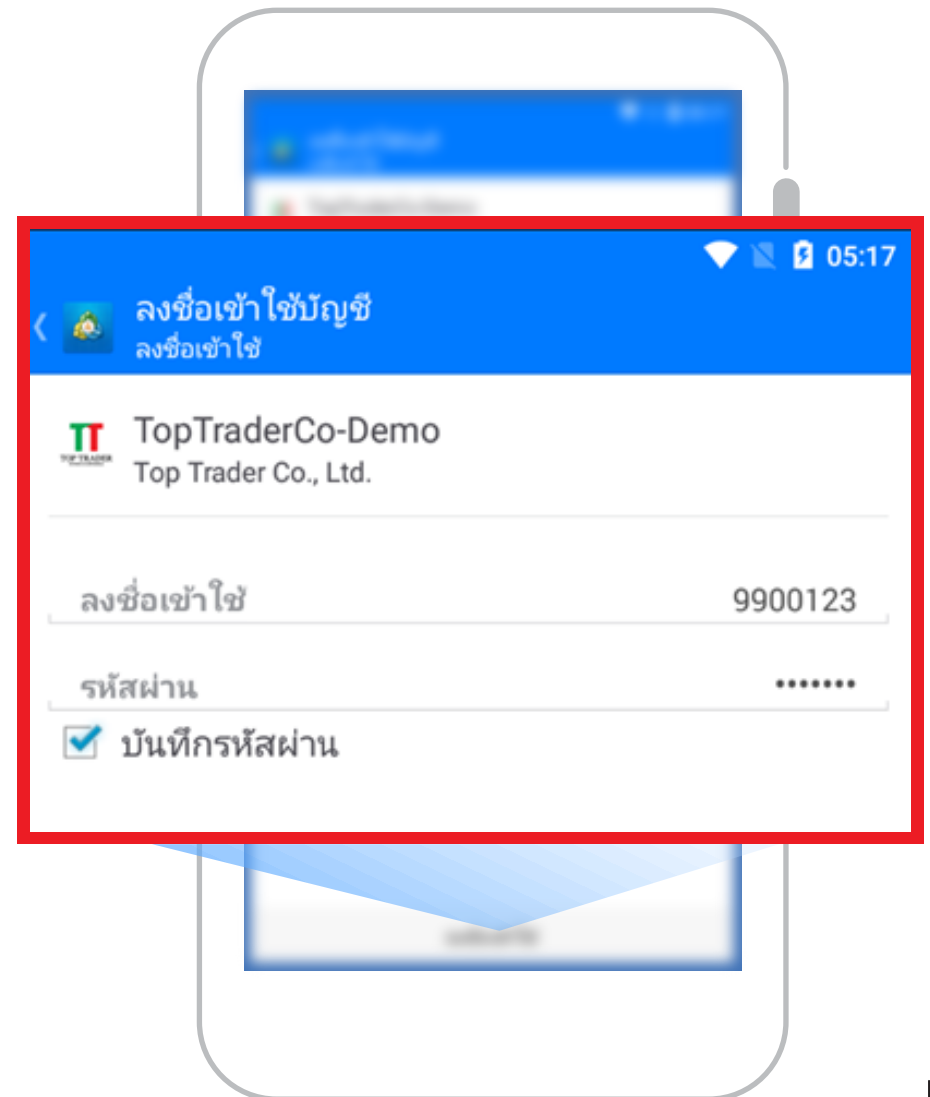 05:17
ลงชื่อเข้าใช้บัญชี
ลงชื่อเข้าใช้
TT
TOP TRADER
TopTraderCo-Demo
Top Trader Co., Ltd.
ลงชื่อเข้าใช้ 9900123
รหัสผ่าน •••••••
บันทึกรหัสผ่าน